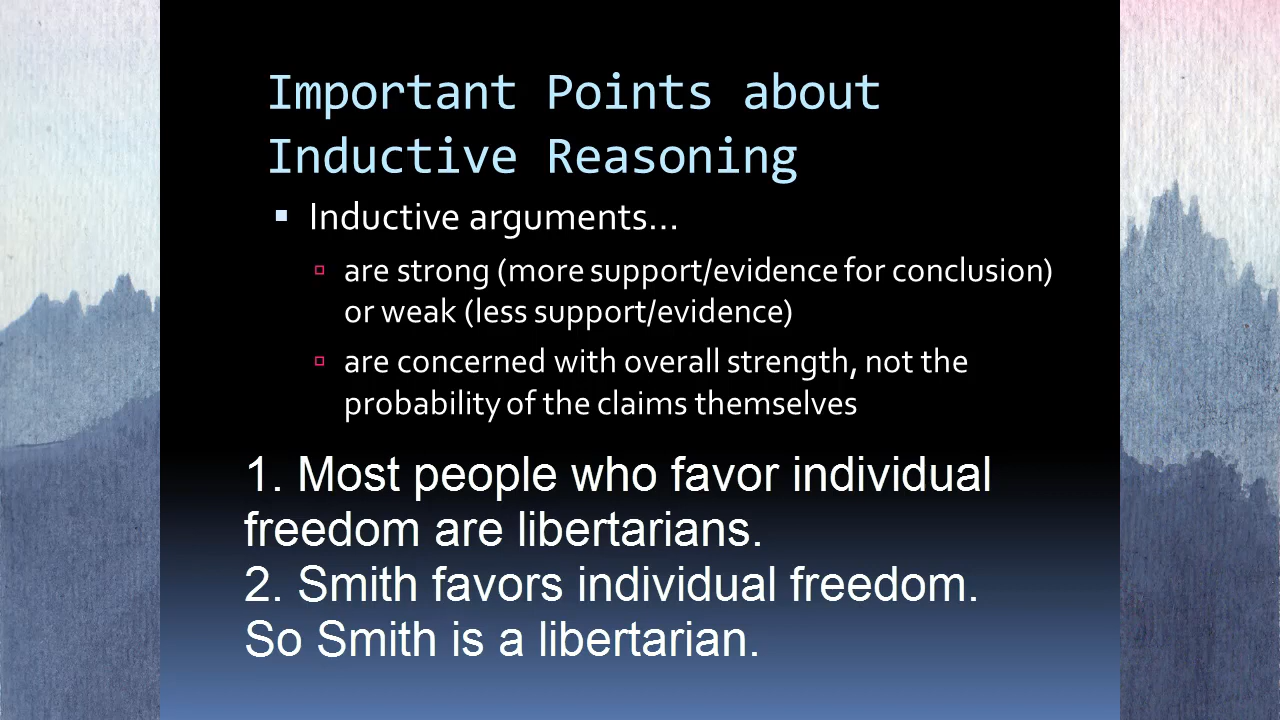 Important Points about
Inductive Reasoning
▪ Inductive arguments…
▫ are strong (more support/evidence for conclusion)
or weak (less support/evidence)
▫ are concerned with overall strength, not the
probability of the claims themselves
1. Most people who favor individual
freedom are libertarians.
2. Smith favors individual freedom.
So Smith is a libertarian.